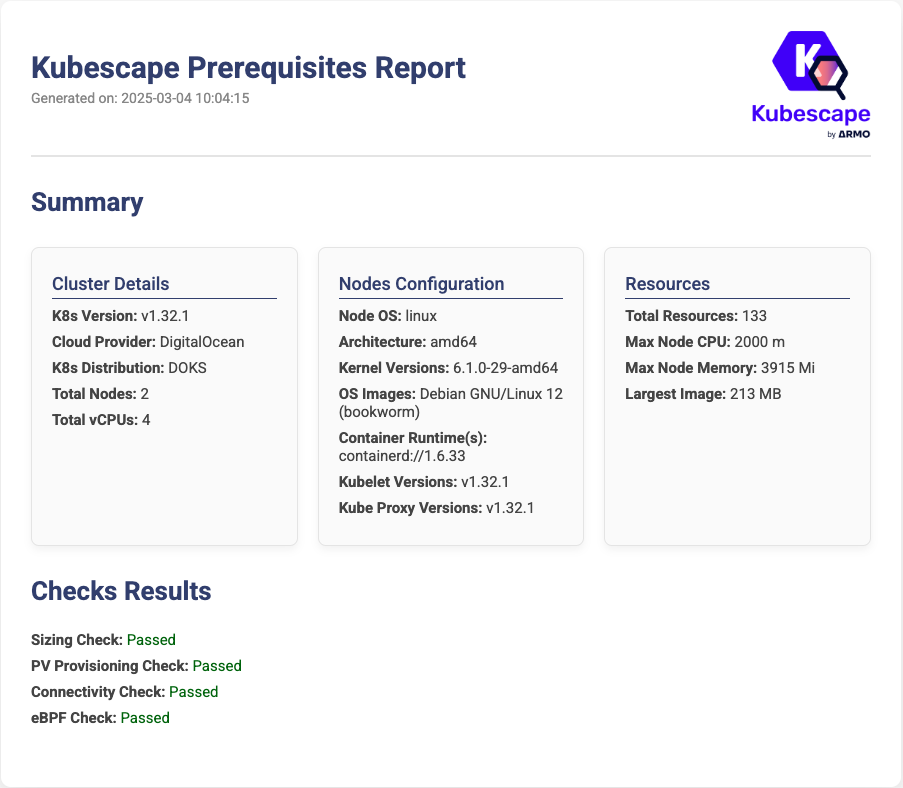 Kubescape Prerequisites Report
Generated on: 2025-03-04 10:04:15
K
Kubescape
by ARMO
Summary
Cluster Details
K8s Version: v1.32.1
Cloud Provider: DigitalOcean
K8s Distribution: DOKS
Total Nodes: 2
Total vCPUs: 4
Nodes Configuration
Node OS: linux
Architecture: amd64
Kernel Versions: 6.1.0-29-amd64
OS Images: Debian GNU/Linux 12
(bookworm)
Container Runtime(s):
containerd://1.6.33
Kubelet Versions: v1.32.1
Kube Proxy Versions: v1.32.1
Resources
Total Resources: 133
Max Node CPU: 2000 m
Max Node Memory: 3915 Mi
Largest Image: 213 MB
Checks Results
Sizing Check: Passed
PV Provisioning Check: Passed
Connectivity Check: Passed
eBPF Check: Passed